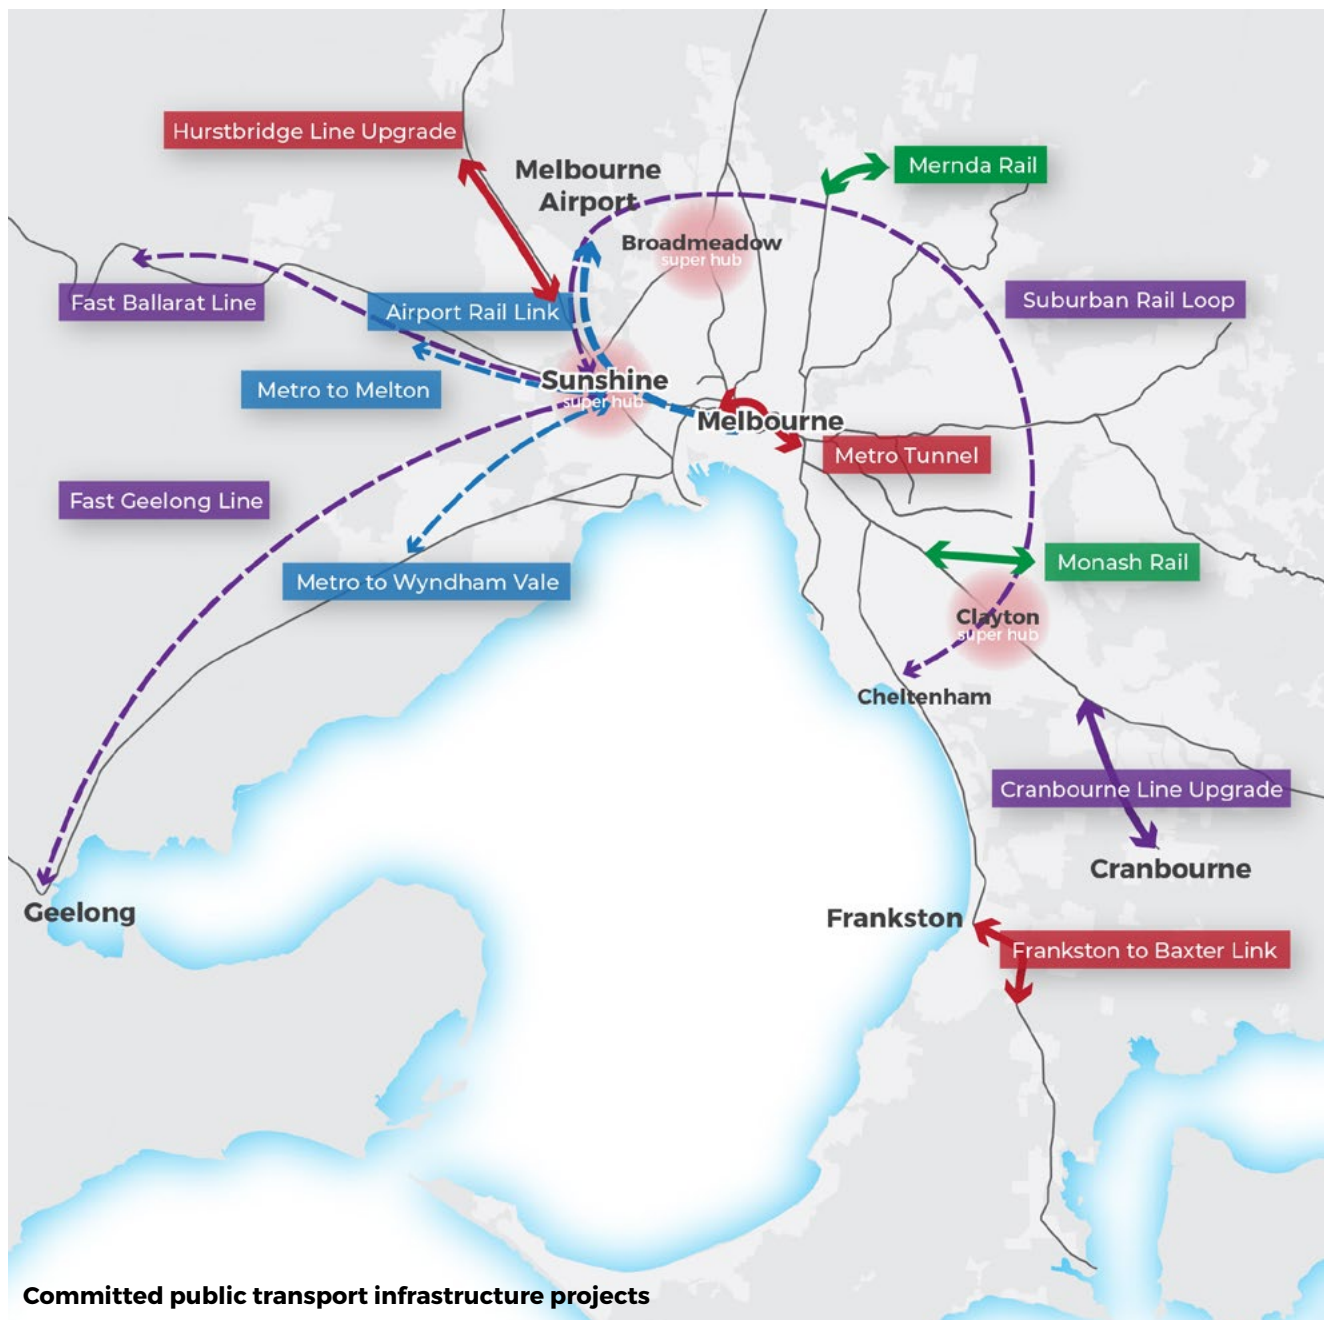 Hurstbridge Line Upgrade
Melbourne
Airport
Mernda Rail
Broadmeadow
super hub
Fast Ballarat Line
Airport Rail Link
Suburban Rail Loop
Metro to Melton
Sunshine
super hub
Melbourne
Metro Tunnel
Fast Geelong Line
Metro to Wyndham Vale
Monash Rail
Clayton
super hub
Cheltenham
Cranbourne Line Upgrade
Cranbourne
Geelong
Frankston
Frankston to Baxter Link
Committed public transport infrastructure projects